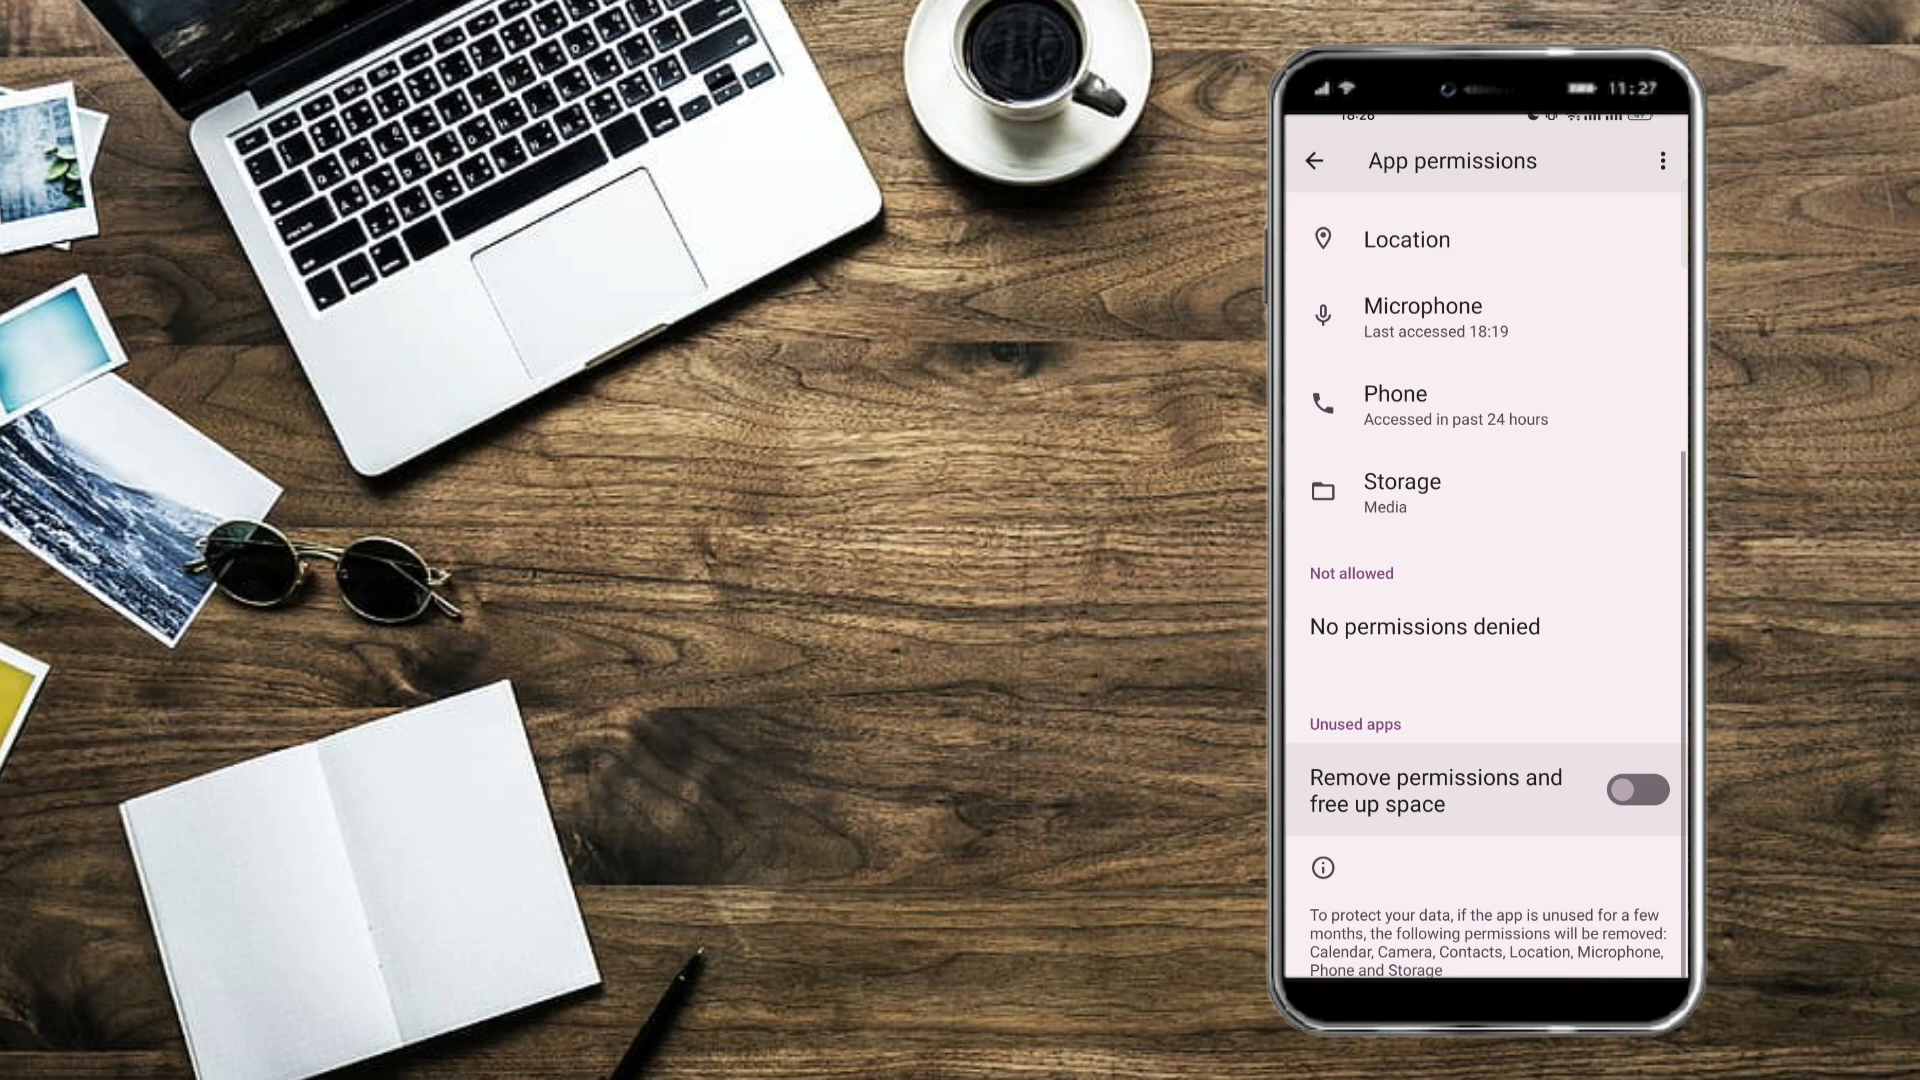 11:27
18:28
App permissions
Location
Microphone
Last accessed 18:19
Phone
Accessed in past 24 hours
Storage
Media
Not allowed
No permissions denied
Unused apps
Remove permissions and
free up space
To protect your data, if the app is unused for a few
months, the following permissions will be removed:
Calendar, Camera, Contacts, Location, Microphone,
Phone and Storage